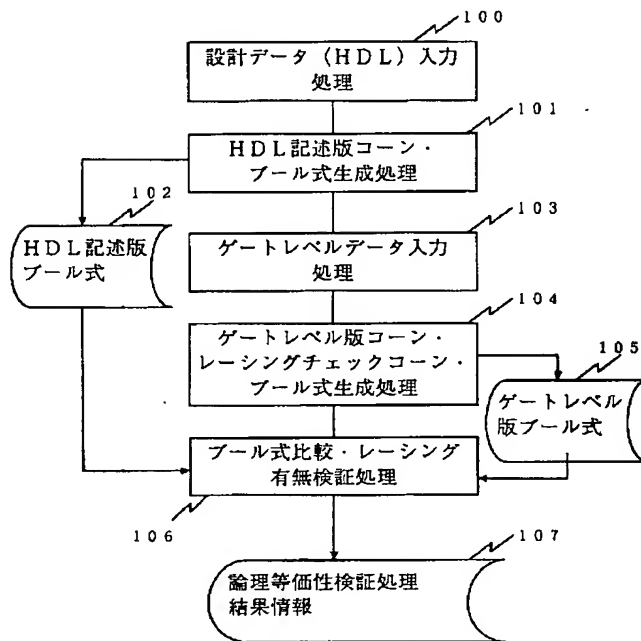 100
設計データ(HDL)入力
処理
101
HDL記述版コーン・
ブール式生成処理
102
HDL記述版
ブール式
103
ゲートレベルデータ入力
処理
104
ゲートレベル版コーン・
レーシングチェックコーン・
ブール式生成処理
105
ゲートレベル
版ブール式
ブール式比較・レーシング
有無検証処理
106
107
論理等価性検証処理
結果情報